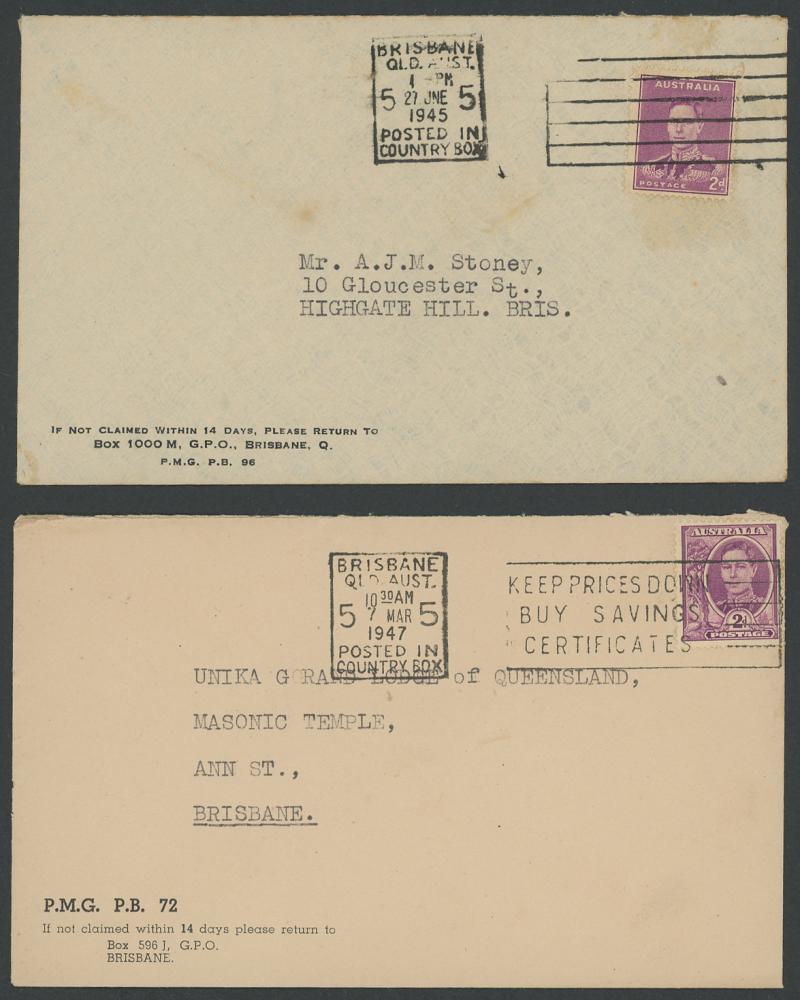 BRISBANE
QLD. AUST.
1 - PM
5 27 JNE 5
1945
POSTED IN
COUNTRY BOX
AUSTRALIA
POSTAGE 2d.
Mr. A.J.M. Stoney,
10 Gloucester St.,
HIGHGATE HILL. BRIS.
IF NOT CLAIMED WITHIN 14 DAYS, PLEASE RETURN TO
BOX 1000 M, G.P.O., BRISBANE, Q.
P.M.G. P.B. 96
BRISBANE
QLD. AUST.
10 30 AM
5 7 MAR 5
1947
POSTED IN
COUNTRY BOX
KEEP PRICES DOWN
BUY SAVINGS
CERTIFICATES
AUSTRALIA
2d
POSTAGE
UNIKA G RAND LODGE of QUEENSLAND,
MASONIC TEMPLE,
ANN ST.,
BRISBANE.
P.M.G. P.B. 72
If not claimed within 14 days please return to
Box 596 J, G.P.O.
BRISBANE.